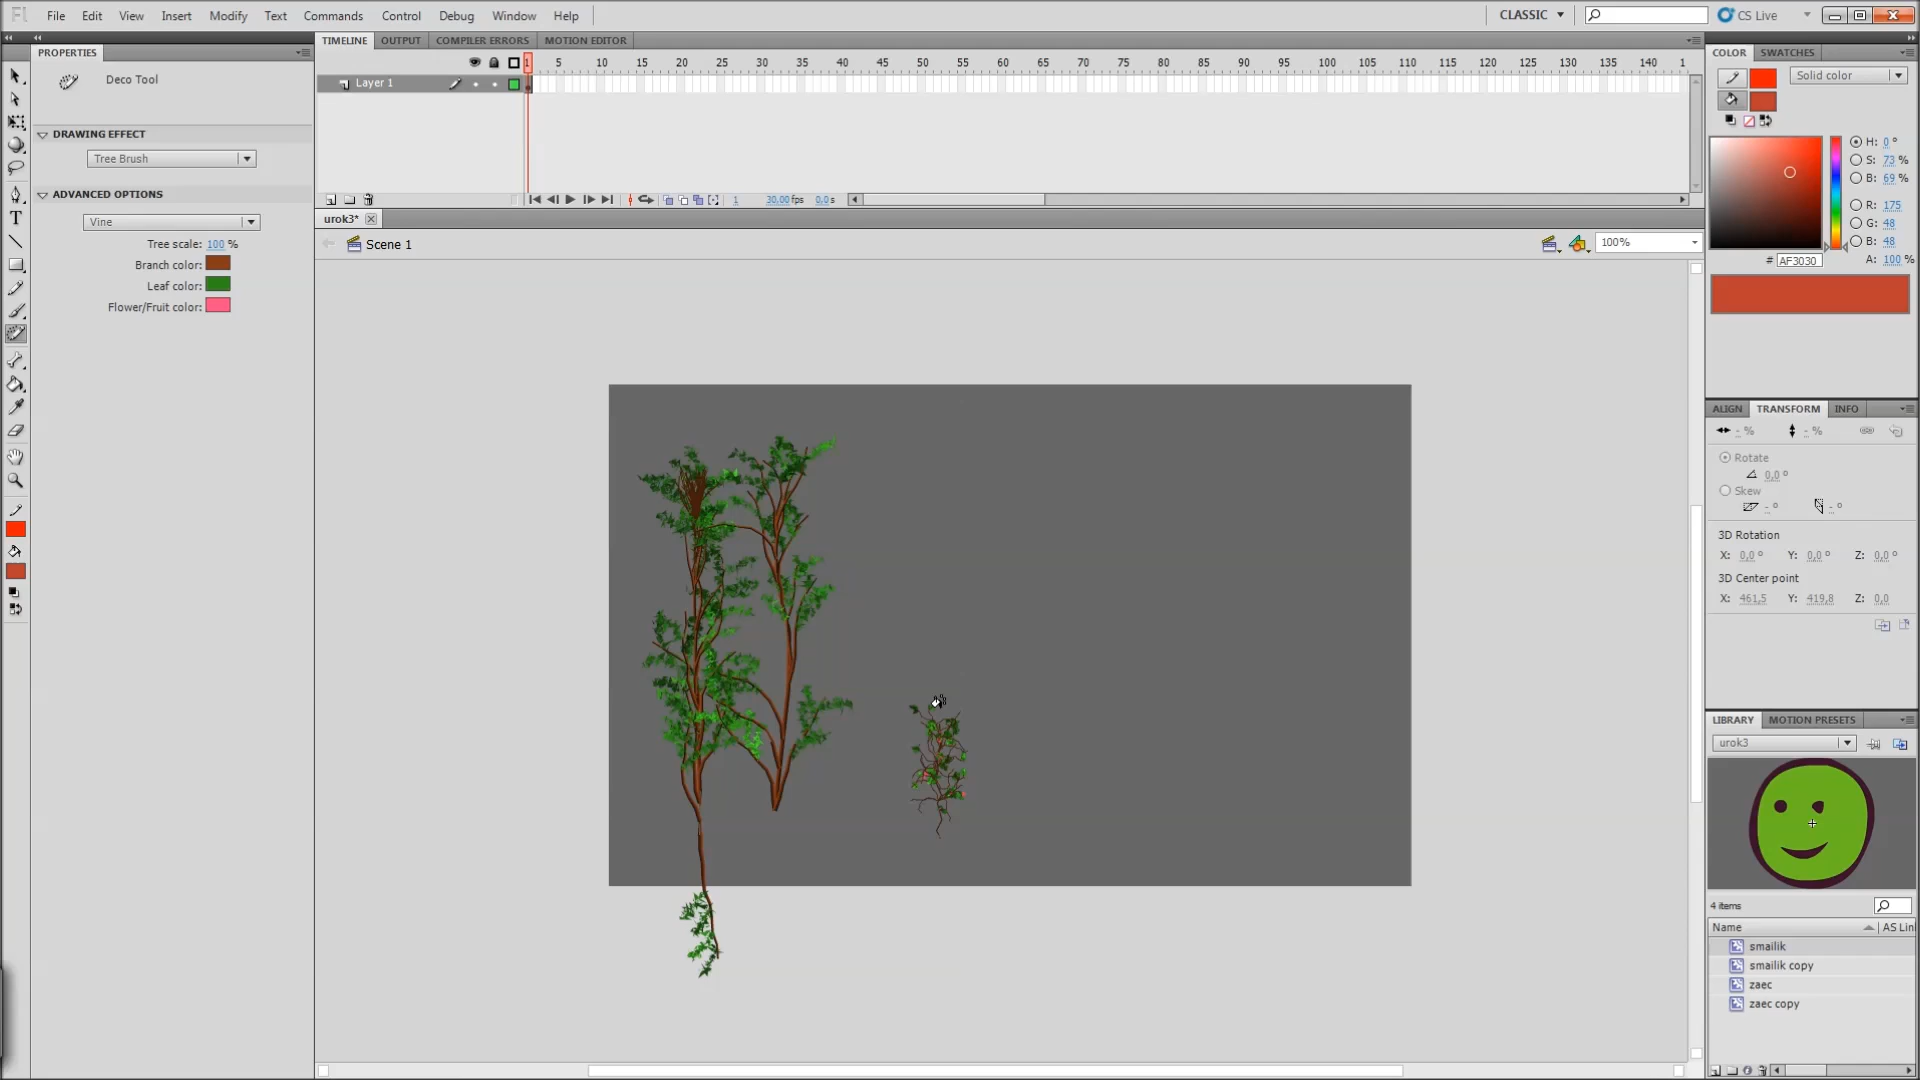 Fl File Edit View Insert Modify Text Commands Control Debug Window Help CLASSIC CS Live
PROPERTIES
Deco Tool
DRAWING EFFECT
Tree Brush
ADVANCED OPTIONS
Vine
Tree scale: 100 %
Branch color:
Leaf color:
Flower/Fruit color:
TIMELINE OUTPUT COMPILER ERRORS MOTION EDITOR
1 5 10 15 20 25 30 35 40 45 50 55 60 65 70 75 80 85 90 95 100 105 110 115 120 125 130 135 140 1
Layer 1
1 30.00 fps 0.0 s
urok3*
Scene 1
100%
COLOR SWATCHES
Solid color
H: 0 °
S: 73 %
B: 69 %
R: 175
G: 48
B: 48
# AF3030 A: 100 %
ALIGN TRANSFORM INFO
- % - %
Rotate
0,0 °
Skew
- ° - °
3D Rotation
X: 0,0 ° Y: 0,0 ° Z: 0,0 °
3D Center point
X: 461,5 Y: 419,8 Z: 0,0
LIBRARY MOTION PRESETS
urok3
4 items
Name AS Lin
smailik
smailik copy
zaec
zaec copy
T